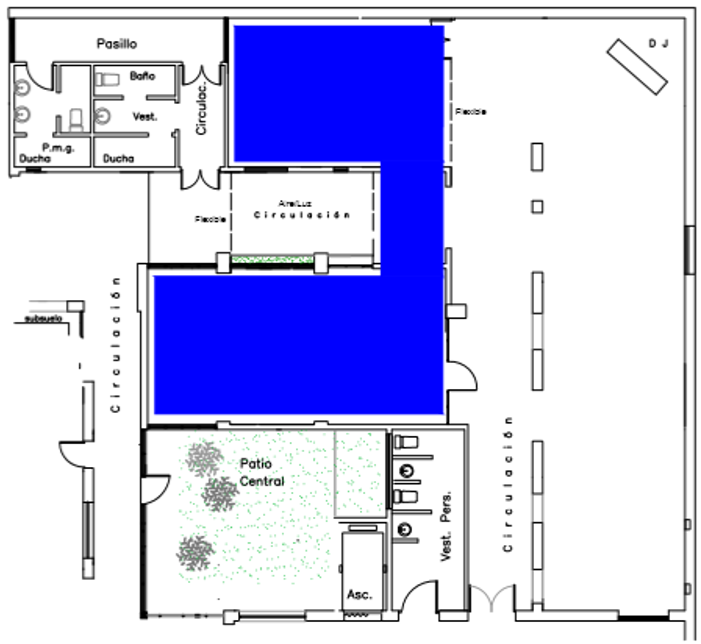 Pasillo
D J
Baño
Circulac.
Flexible
Vest.
P.m.g.
Ducha
Ducha
Aire/Luz
Flexible
Circulación
Circulación
subsuelo
Patio
Central
Circulación
Vest. Pers.
Asc.